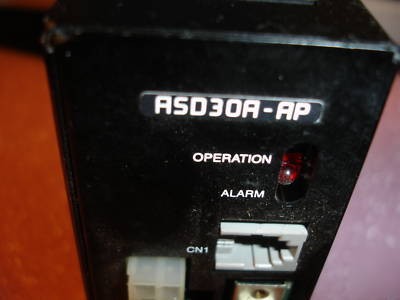 ASD30A-AP
OPERATION
ALARM
CN1